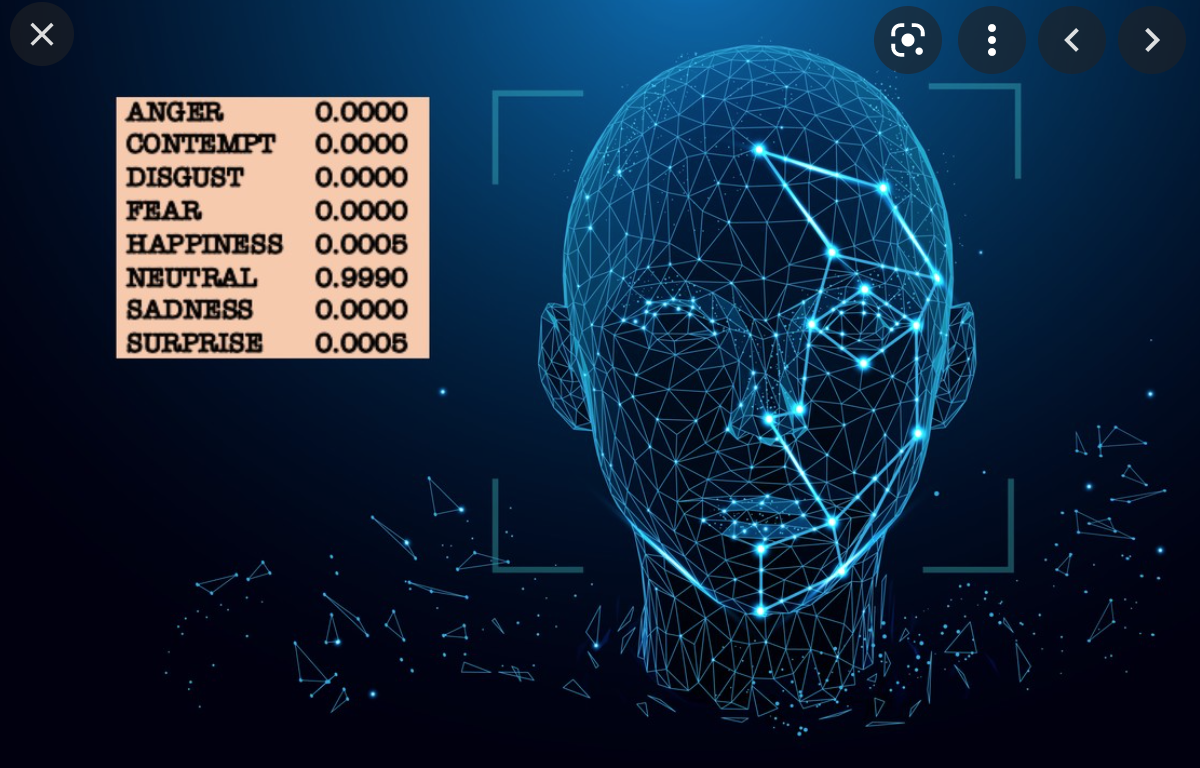 ANGER 0.0000
CONTEMPT 0.0000
DISGUST 0.0000
FEAR 0.0000
HAPPINESS 0.0005
NEUTRAL 0.9990
SADNESS 0.0000
SURPRISE 0.0005